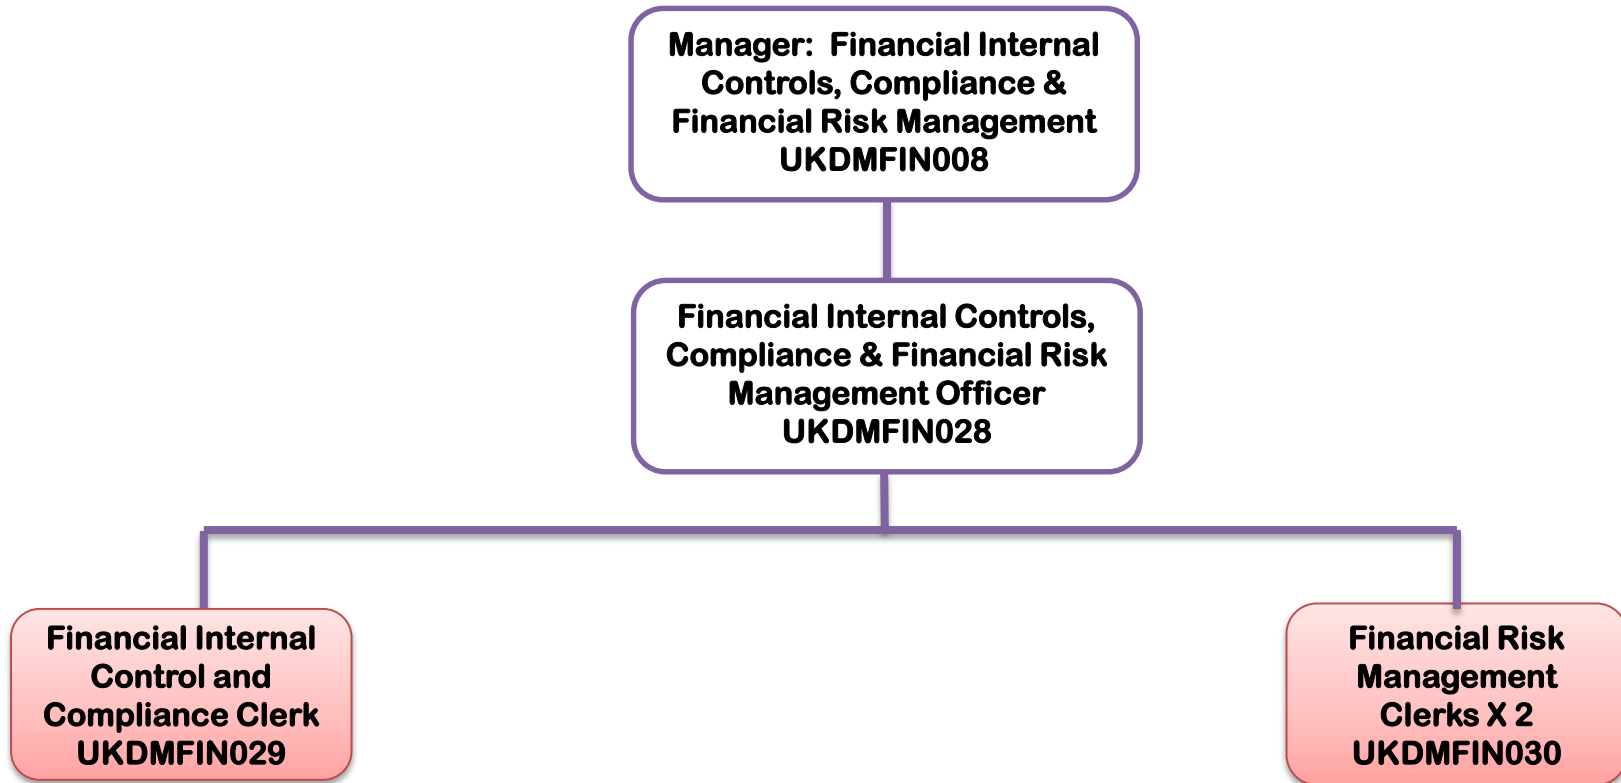 Manager:  Financial Internal
Controls, Compliance &
Financial Risk Management
UKDMFIN008
Financial Internal Controls,
Compliance & Financial Risk
Management Officer
UKDMFIN028
Financial Internal
Control and
Compliance Clerk
UKDMFIN029
Financial Risk
Management
Clerks X 2
UKDMFIN030